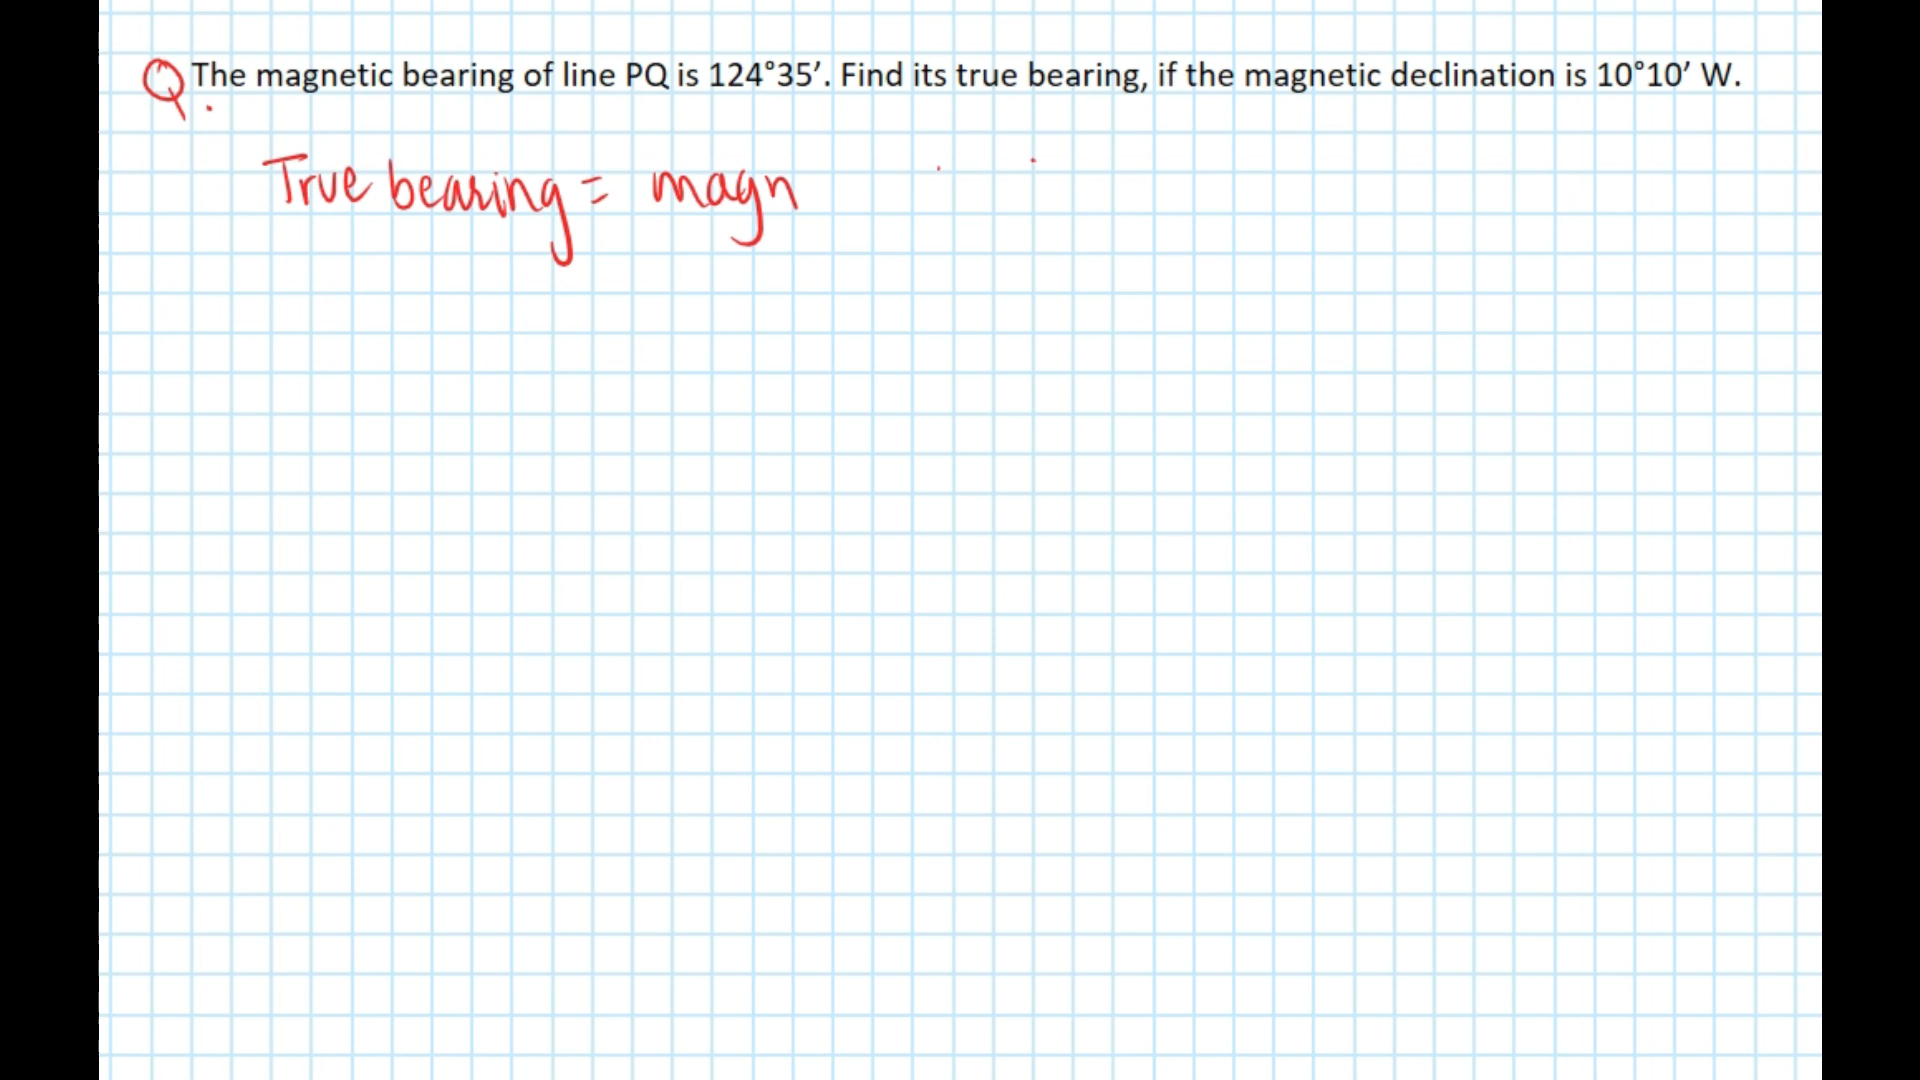 Q. The magnetic bearing of line PQ is 124°35′. Find its true bearing, if the magnetic declination is 10°10′ W.
True bearing = magn